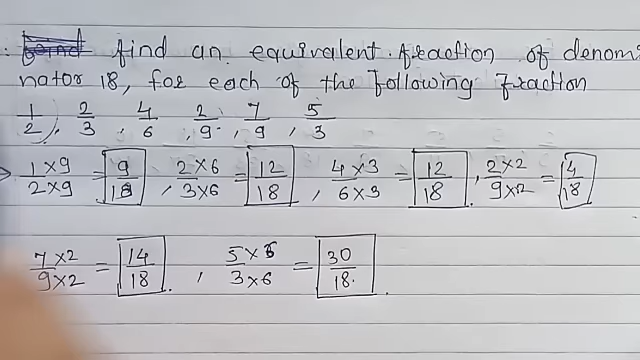 find an equivalent fraction of denomi
nator 18, for each of the following fraction
1/2, 2/3, 4/6, 2/9, 7/9, 5/3
→ 1×9/2×9 = 9/18, 2×6/3×6 = 12/18, 4×3/6×3 = 12/18, 2×2/9×2 = 4/18
7×2/9×2 = 14/18, 5×6/3×6 = 30/18.